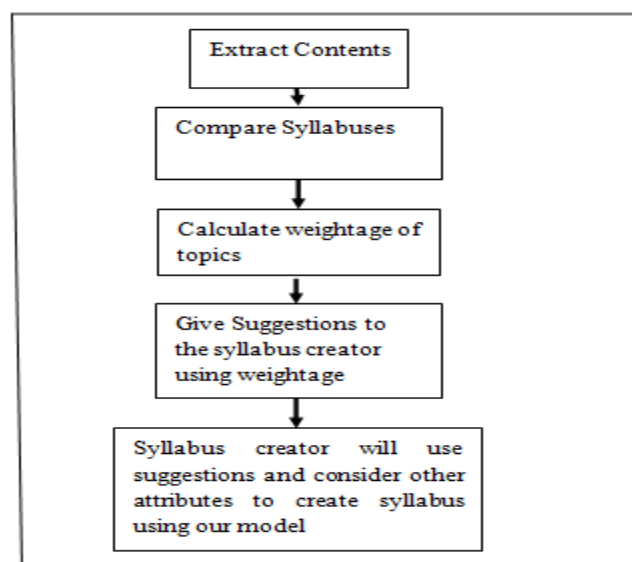 Extract Contents
Compare Syllabuses
Calculate weightage of
topics
Give Suggestions to
the syllabus creator
using weightage
Syllabus creator will use
suggestions and consider other
attributes to create syllabus
using our model